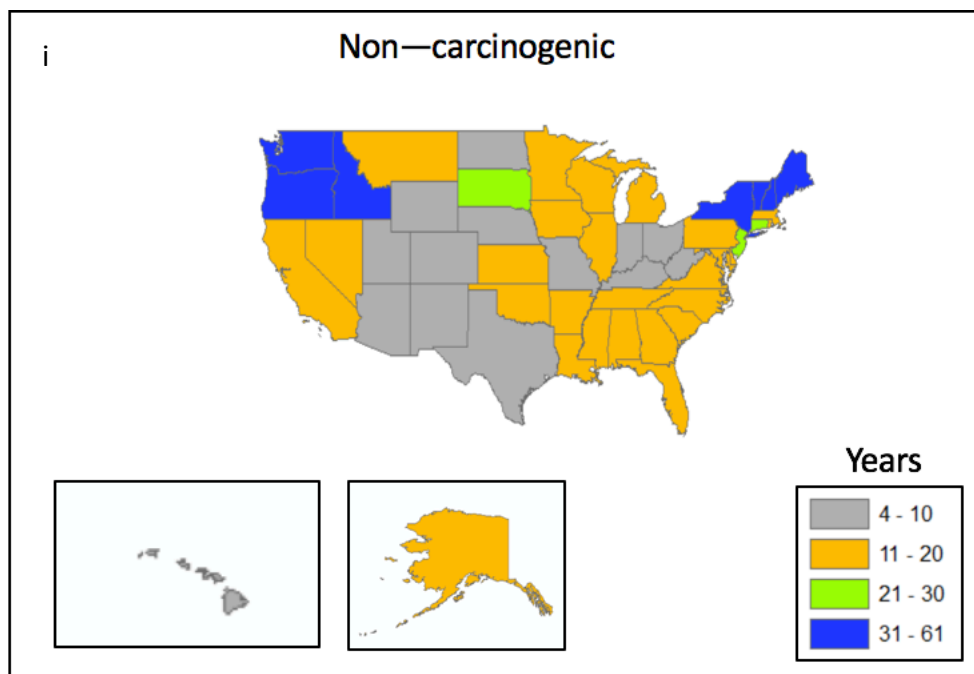 i
Non—carcinogenic
Years
4 - 10
11 - 20
21 - 30
31 - 61